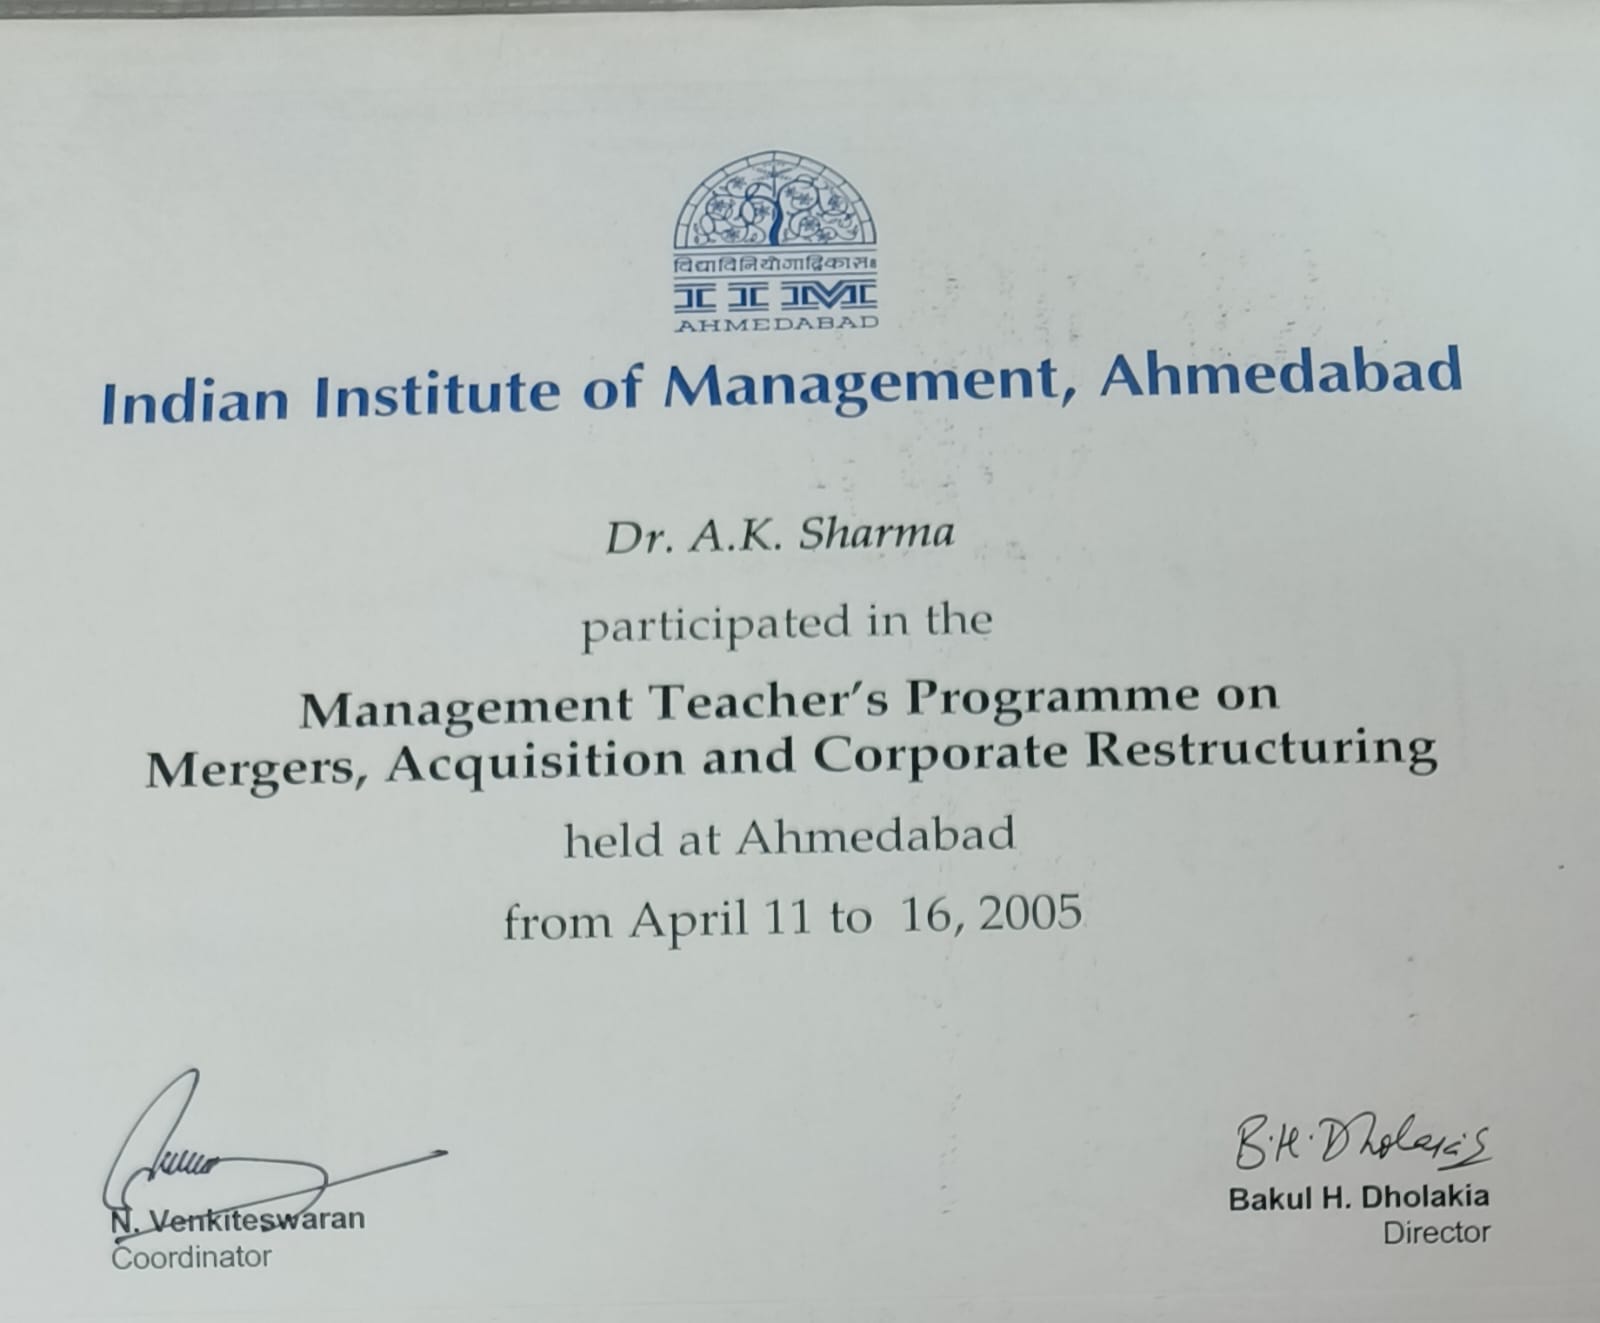 विद्याविनियोगाद्विकासः
IIM
AHMEDABAD
Indian Institute of Management, Ahmedabad
Dr. A.K. Sharma
participated in the
Management Teacher's Programme on
Mergers, Acquisition and Corporate Restructuring
held at Ahmedabad
from April 11 to 16, 2005
B.H. Dholakia
N. Venkiteswaran
Bakul H. Dholakia
Coordinator
Director